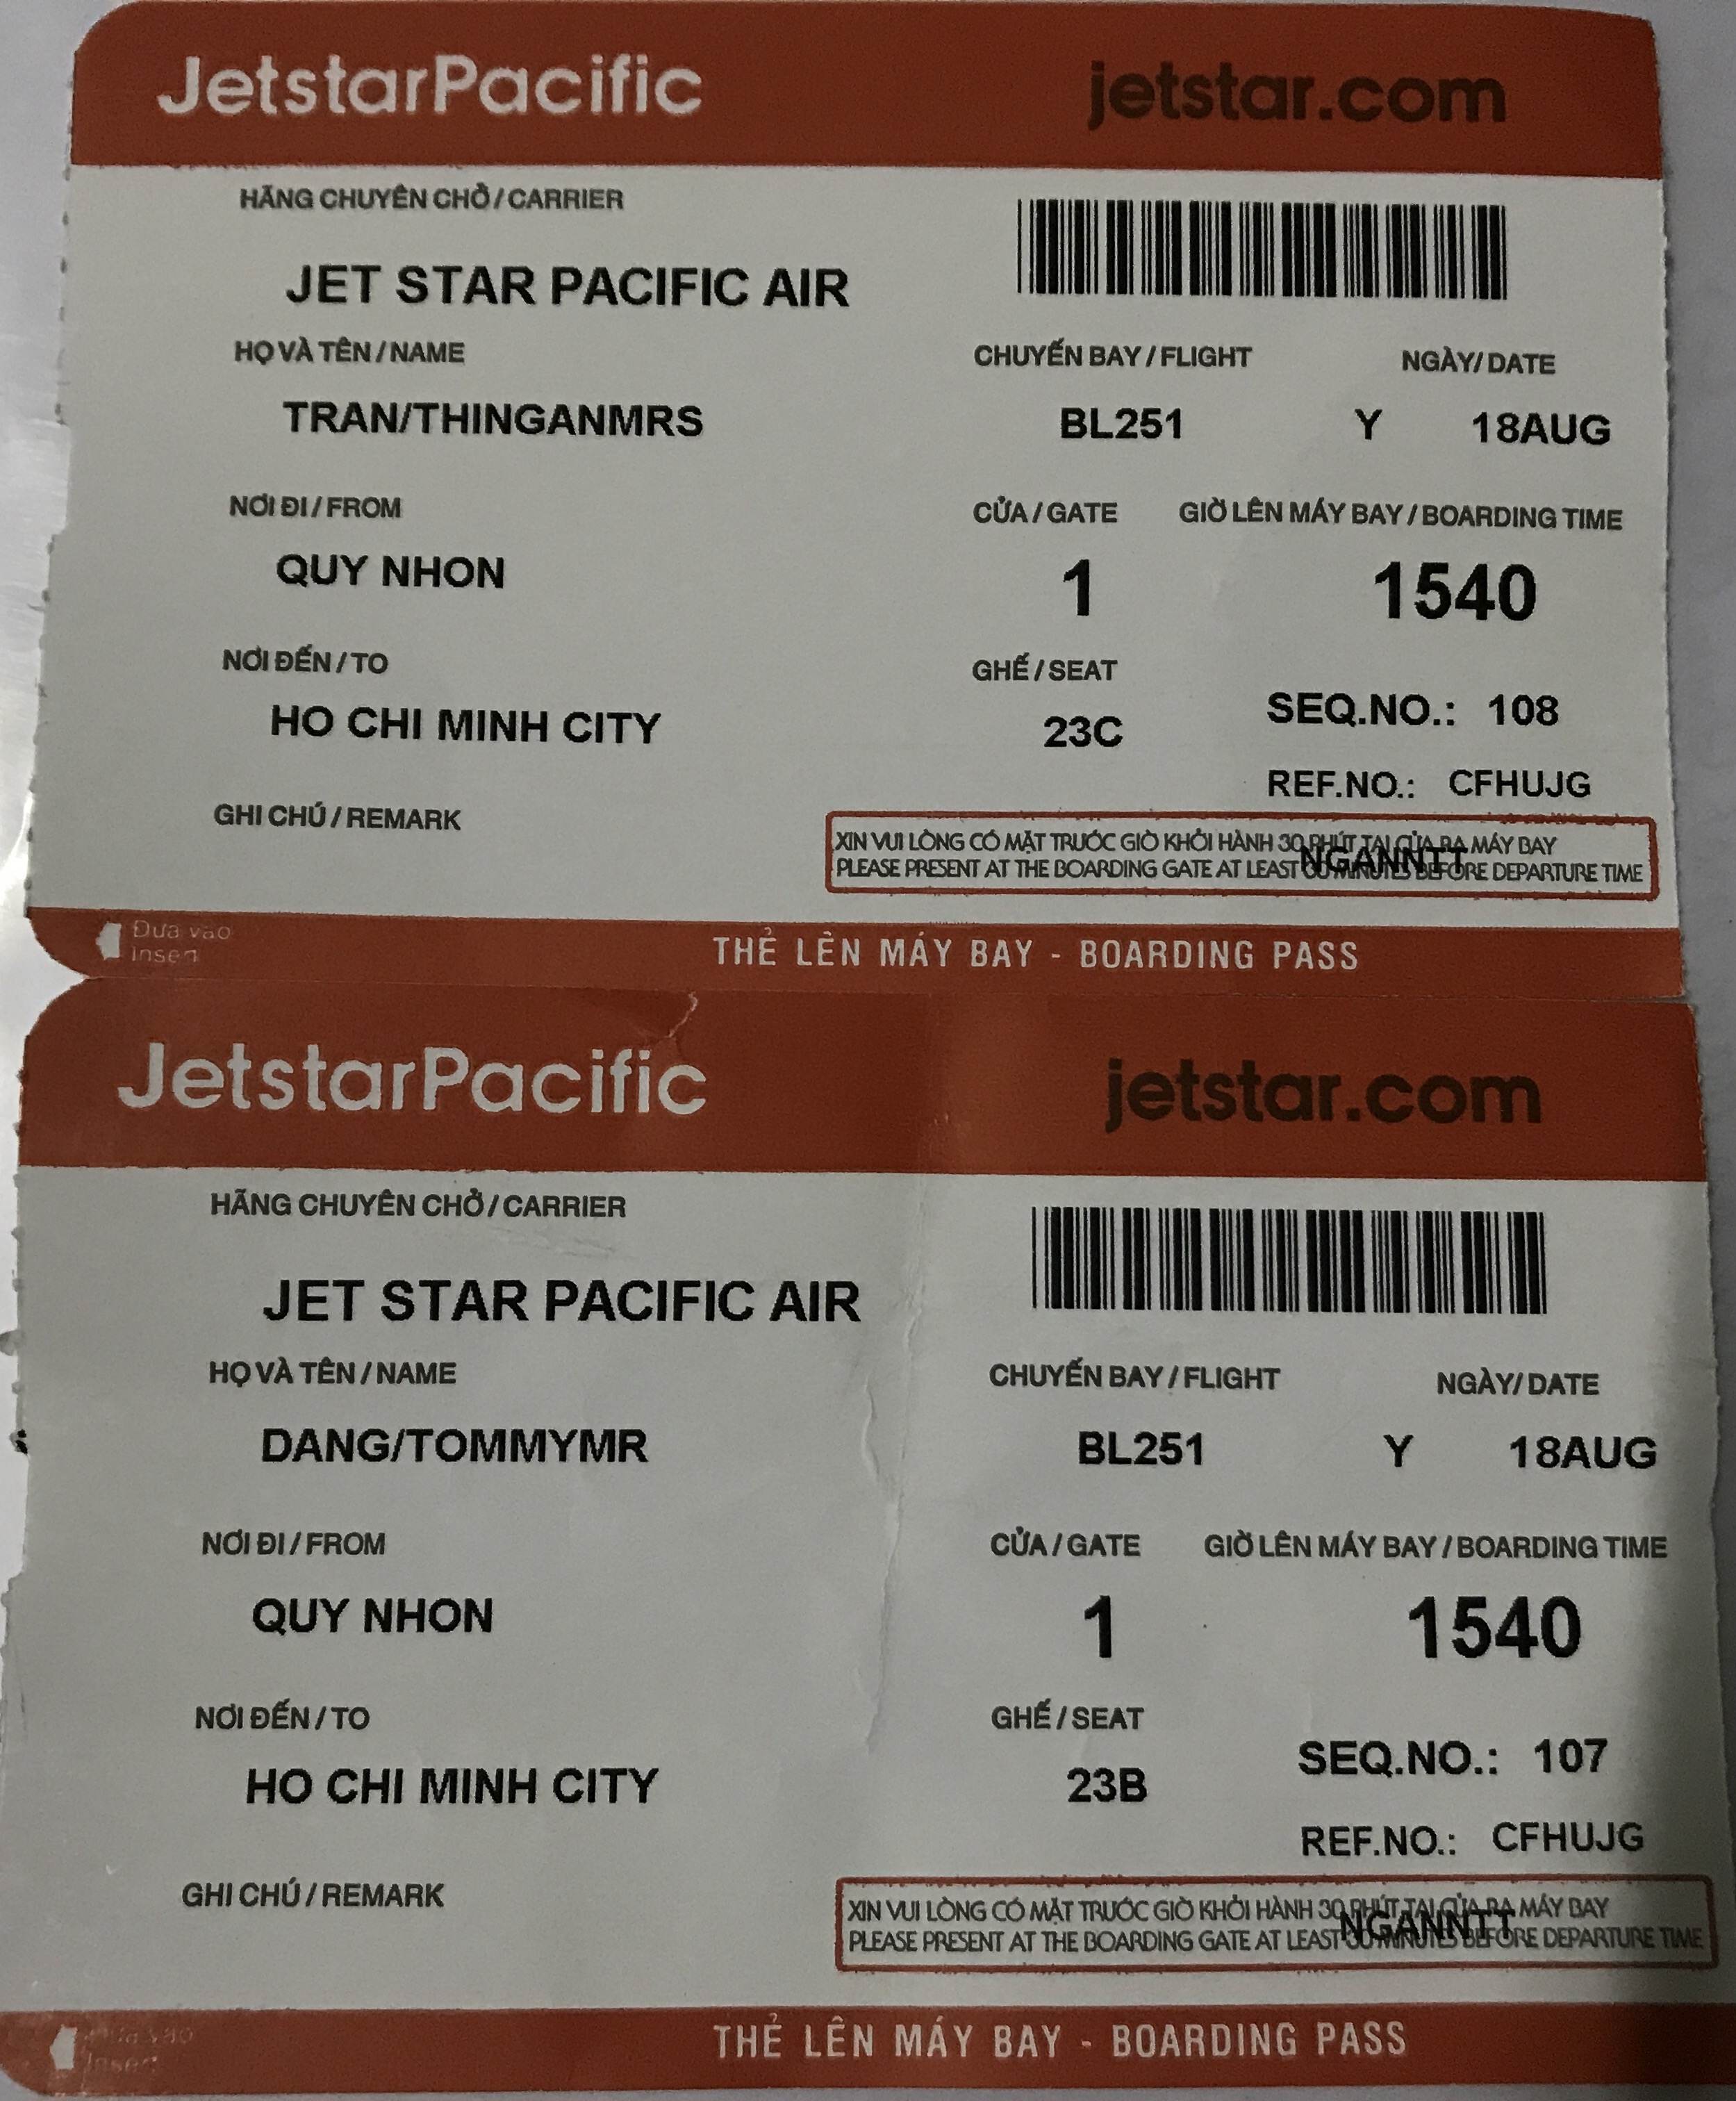 JetstarPacific jetstar.com
HÃNG CHUYÊN CHỞ / CARRIER
JET STAR PACIFIC AIR
HỌ VÀ TÊN / NAME CHUYẾN BAY / FLIGHT NGÀY / DATE
TRAN/THINGANMRS BL251 Y 18AUG
NƠI ĐI / FROM CỬA / GATE GIỜ LÊN MÁY BAY / BOARDING TIME
QUY NHON 1 1540
NƠI ĐẾN / TO GHẾ / SEAT
HO CHI MINH CITY 23C SEQ.NO.: 108
REF.NO.: CFHUJG
GHI CHÚ / REMARK
XIN VUI LÒNG CÓ MẶT TRƯỚC GIỜ KHỞI HÀNH 30 PHÚT TẠI CỬA RA MÁY BAY
NGANNTT
PLEASE PRESENT AT THE BOARDING GATE AT LEAST 30 MINUTES BEFORE DEPARTURE TIME
Đưa vào
Insert
THẺ LÊN MÁY BAY - BOARDING PASS
JetstarPacific jetstar.com
HÃNG CHUYÊN CHỞ / CARRIER
JET STAR PACIFIC AIR
HỌ VÀ TÊN / NAME CHUYẾN BAY / FLIGHT NGÀY / DATE
DANG/TOMMYMR BL251 Y 18AUG
NƠI ĐI / FROM CỬA / GATE GIỜ LÊN MÁY BAY / BOARDING TIME
QUY NHON 1 1540
NƠI ĐẾN / TO GHẾ / SEAT
HO CHI MINH CITY 23B SEQ.NO.: 107
REF.NO.: CFHUJG
GHI CHÚ / REMARK
XIN VUI LÒNG CÓ MẶT TRƯỚC GIỜ KHỞI HÀNH 30 PHÚT TẠI CỬA RA MÁY BAY
NGANNTT
PLEASE PRESENT AT THE BOARDING GATE AT LEAST 30 MINUTES BEFORE DEPARTURE TIME
Đưa vào
Insert
THẺ LÊN MÁY BAY - BOARDING PASS